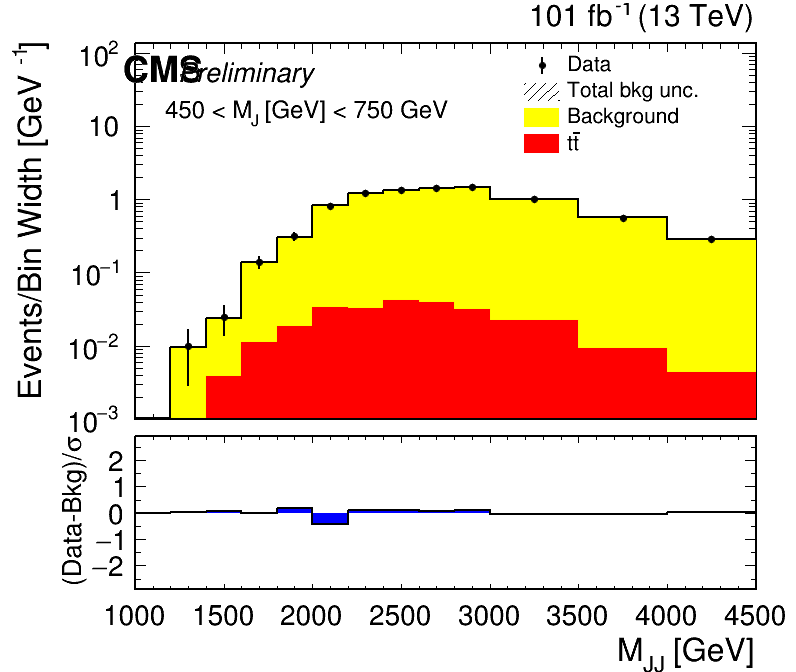 101 fb⁻¹ (13 TeV)
CMS Preliminary
450 < M_J [GeV] < 750 GeV
Data
Total bkg unc.
Background
tt̄
Events/Bin Width [GeV⁻¹]
10²
10
1
10⁻¹
10⁻²
10⁻³
(Data-Bkg)/σ
2
1
0
−1
−2
1000 1500 2000 2500 3000 3500 4000 4500
M_JJ [GeV]